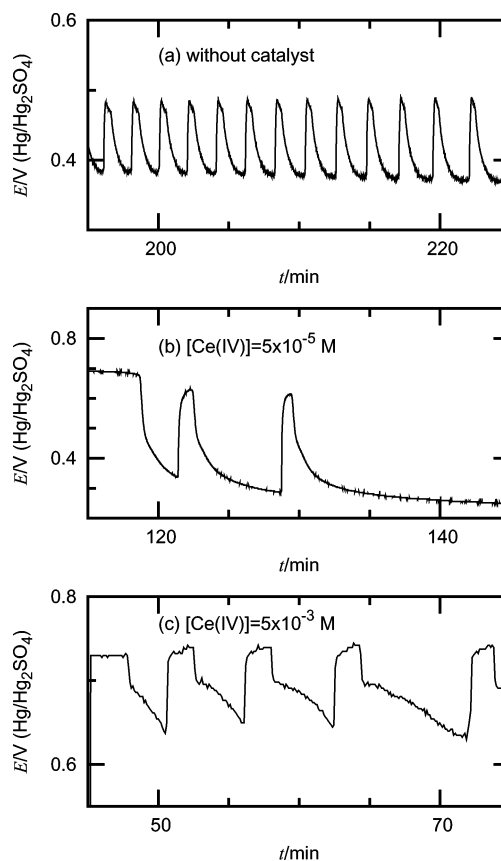 0.6
(a) without catalyst
0.4
E/V (Hg/Hg₂SO₄)
200
220
t/min
0.8
(b) [Ce(IV)]=5x10⁻⁵ M
0.4
E/V (Hg/Hg₂SO₄)
120
140
t/min
0.8
(c) [Ce(IV)]=5x10⁻³ M
0.6
E/V (Hg/Hg₂SO₄)
50
70
t/min